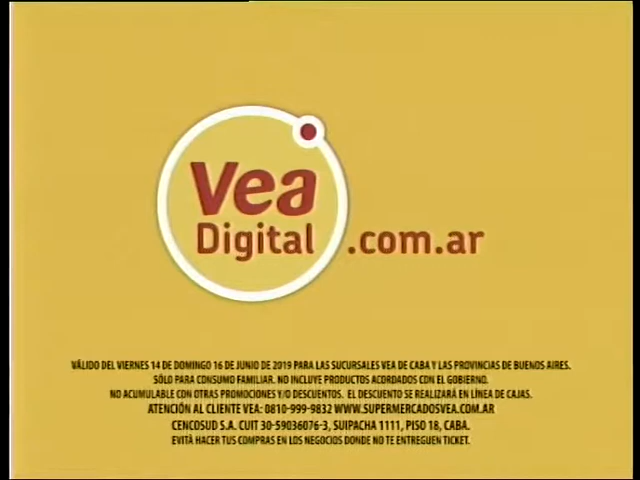 Vea
Digital .com.ar
VÁLIDO DEL VIERNES 14 DE DOMINGO 16 DE JUNIO DE 2019 PARA LAS SUCURSALES VEA DE CABA Y LAS PROVINCIAS DE BUENOS AIRES.
SÓLO PARA CONSUMO FAMILIAR. NO INCLUYE PRODUCTOS ACORDADOS CON EL GOBIERNO.
NO ACUMULABLE CON OTRAS PROMOCIONES Y/O DESCUENTOS. EL DESCUENTO SE REALIZARÁ EN LÍNEA DE CAJAS.
ATENCIÓN AL CLIENTE VEA: 0810-999-9832 WWW.SUPERMERCADOSVEA.COM.AR
CENCOSUD S.A. CUIT 30-59036076-3, SUIPACHA 1111, PISO 18, CABA.
EVITÁ HACER TUS COMPRAS EN LOS NEGOCIOS DONDE NO TE ENTREGUEN TICKET.